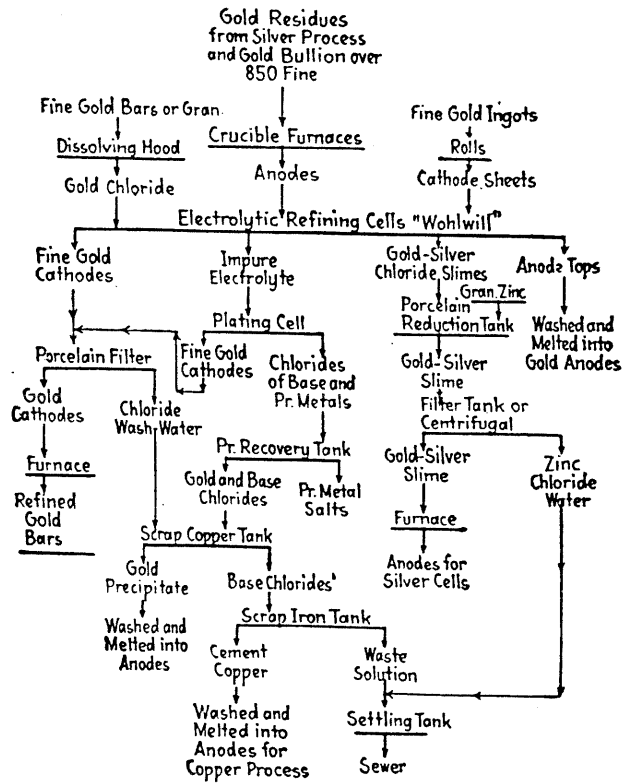 Gold Residues
from Silver Process
and Gold Bullion over
850 Fine
Fine Gold Bars or Gran.
Dissolving Hood
Gold Chloride
Crucible Furnaces
Anodes
Fine Gold Ingots
Rolls
Cathode Sheets
Electrolytic Refining Cells "Wohlwill"
Fine Gold
Cathodes
Impure
Electrolyte
Gold-Silver
Chloride Slimes
Anode Tops
Gran. Zinc
Plating Cell
Porcelain
Reduction Tank
Washed and
Melted into
Gold Anodes
Porcelain Filter
Fine Gold
Cathodes
Chlorides
of Base and
Pr. Metals
Gold-Silver
Slime
Gold
Cathodes
Chloride
Wash-Water
Filter Tank or
Centrifugal
Furnace
Refined
Gold
Bars
Pr. Recovery Tank
Gold and Base
Chlorides
Pr. Metal
Salts
Gold-Silver
Slime
Zinc
Chloride
Water
Furnace
Anodes for
Silver Cells
Scrap Copper Tank
Gold
Precipitate
Base Chlorides'
Washed and
Melted into
Anodes
Scrap Iron Tank
Cement
Copper
Waste
Solution
Washed and
Melted into
Anodes for
Copper Process
Settling Tank
Sewer